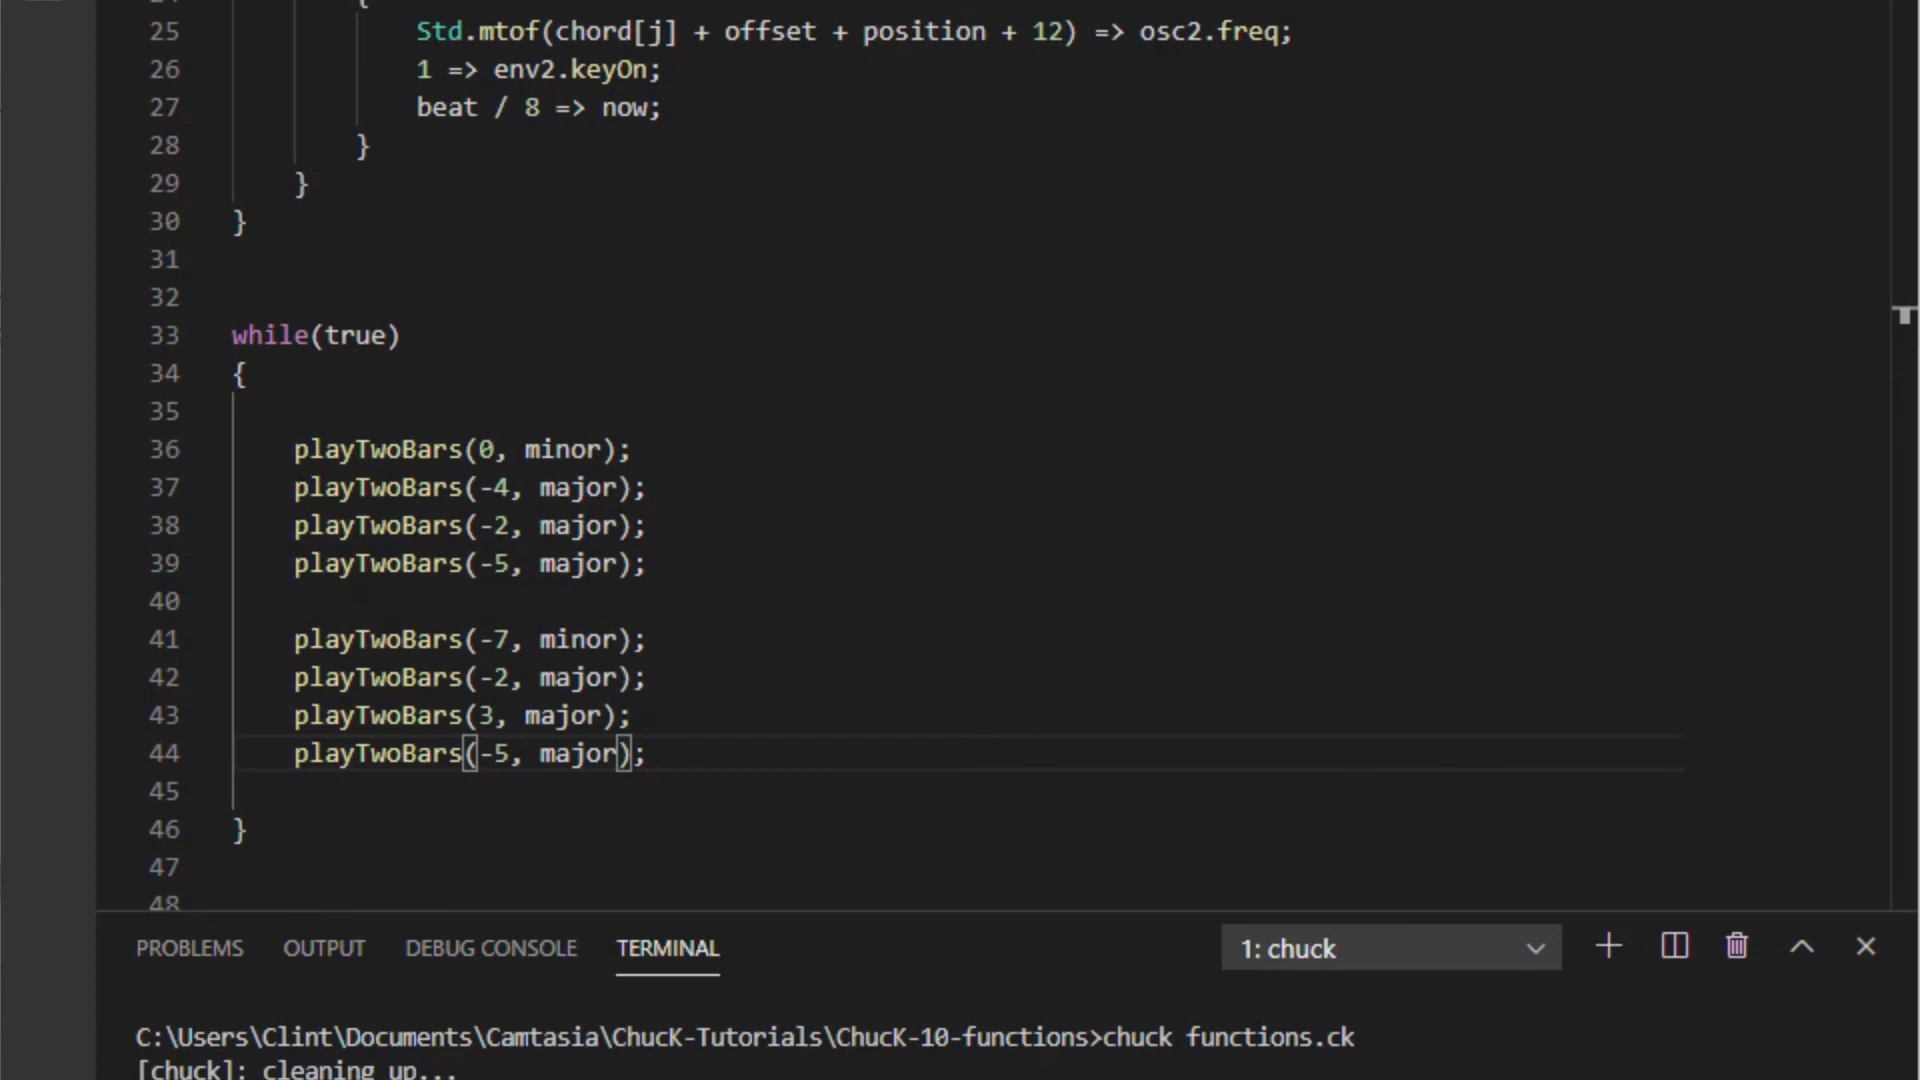 25 Std.mtof(chord[j] + offset + position + 12) => osc2.freq;
26 1 => env2.keyOn;
27 beat / 8 => now;
28 }
29 }
30 }
31
32
33 while(true)
34 {
35
36 playTwoBars(0, minor);
37 playTwoBars(-4, major);
38 playTwoBars(-2, major);
39 playTwoBars(-5, major);
40
41 playTwoBars(-7, minor);
42 playTwoBars(-2, major);
43 playTwoBars(3, major);
44 playTwoBars(-5, major);
45
46 }
47
48
PROBLEMS OUTPUT DEBUG CONSOLE TERMINAL 1: chuck
C:\Users\Clint\Documents\Camtasia\ChucK-Tutorials\ChucK-10-functions>chuck functions.ck
[chuck]: cleaning up...